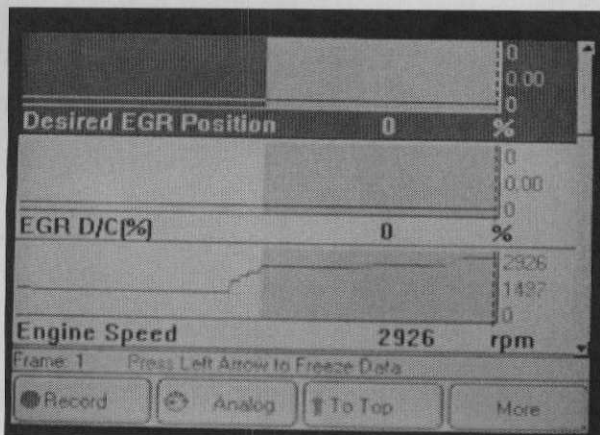 0
0.00
0
Desired EGR Position 0 %
0
0.00
0
EGR D/C[%] 0 %
2926
1497
0
Engine Speed 2926 rpm
Frame: 1 Press Left Arrow to Freeze Data
Record Analog To Top More